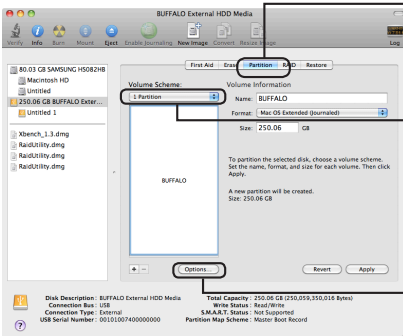 BUFFALO External HDD Media
Verify Info Burn Mount Eject Enable Journaling New Image Convert Resize Image Log
First Aid Erase Partition RAID Restore
80.03 GB SAMSUNG HS082HB
Macintosh HD
Untitled
250.06 GB BUFFALO Exter...
Untitled 1
Xbench_1.3.dmg
RaidUtility.dmg
RaidUtility.dmg
RaidUtility.dmg
Volume Scheme:
1 Partition
BUFFALO
+ −
Options...
Volume Information
Name: BUFFALO
Format: Mac OS Extended (Journaled)
Size: 250.06 GB
To partition the selected disk, choose a volume scheme.
Set the name, format, and size for each volume. Then click
Apply.
A new partition will be created.
Size: 250.06 GB
Revert Apply
Disk Description : BUFFALO External HDD Media
Connection Bus : USB
Connection Type : External
USB Serial Number : 00101007400000000
Total Capacity : 250.06 GB (250,059,350,016 Bytes)
Write Status : Read/Write
S.M.A.R.T. Status : Not Supported
Partition Map Scheme : Master Boot Record
?